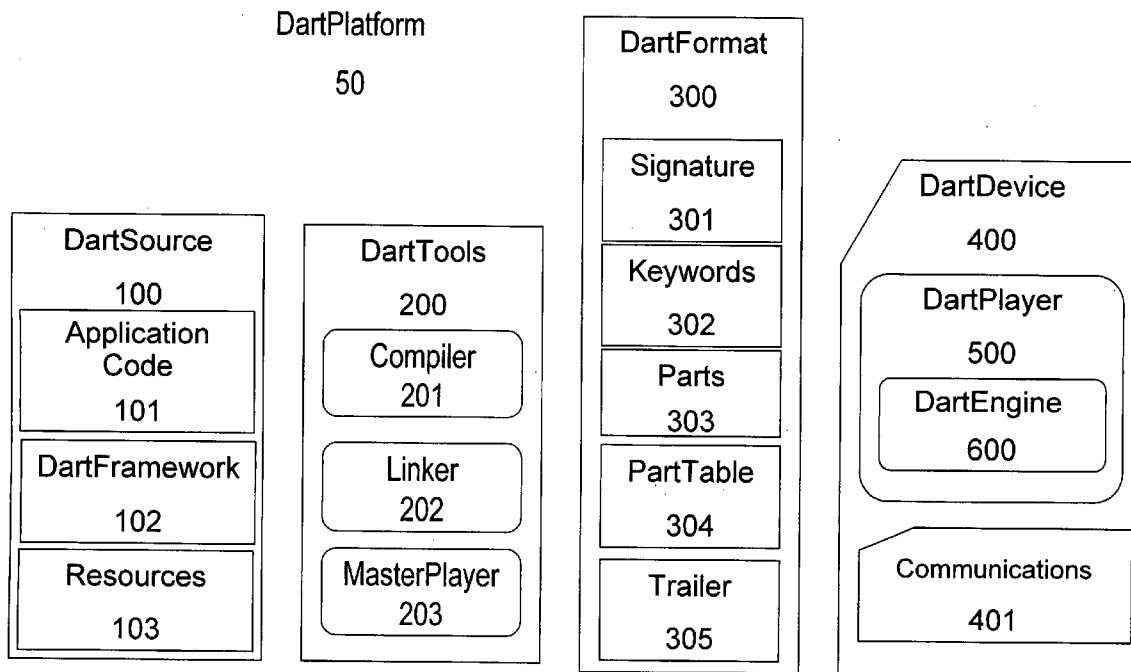 DartPlatform
50
DartSource
100
Application
Code
101
DartFramework
102
Resources
103
DartTools
200
Compiler
201
Linker
202
MasterPlayer
203
DartFormat
300
Signature
301
Keywords
302
Parts
303
PartTable
304
Trailer
305
DartDevice
400
DartPlayer
500
DartEngine
600
Communications
401